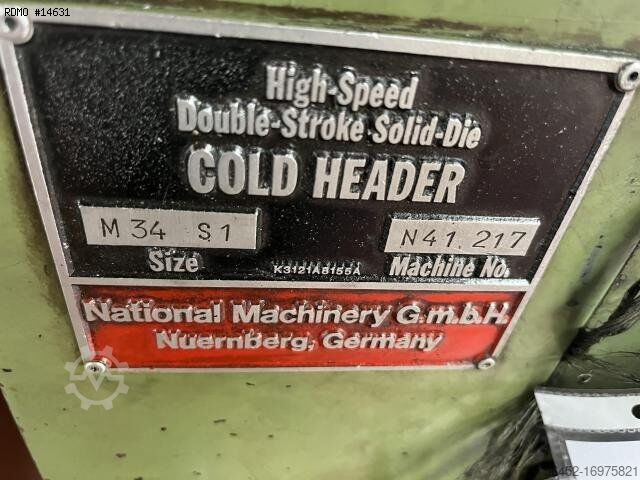 RDMO #14631
High-Speed
Double-Stroke Solid-Die
COLD HEADER
M 34 S1
N41.217
Size
K3121A8155A
Machine No.
National Machinery G.m.b.H.
Nuernberg, Germany
452-16975821